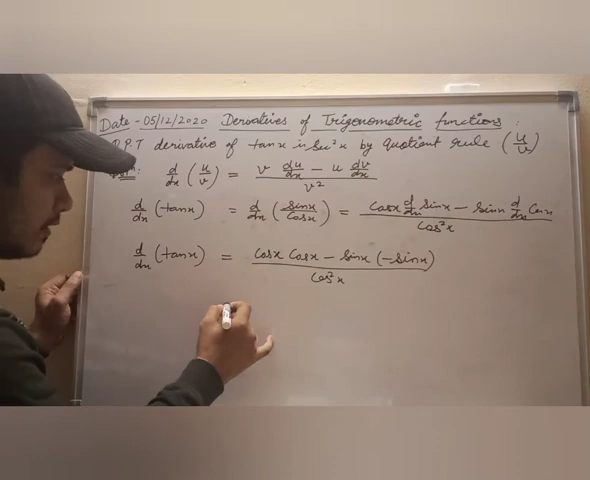 Date - 05/12/2020 Derivatives of Trigonometric functions
P.P.T derivative of tanx is Sec²x by quotient rule (u/v)
d/dx (u/v) = (v du/dx - u dv/dx) / v²
d/dx (tanx) = d/dx (sinx/cosx) = (Cosx d/dx sinx - sinx d/dx Cosx) / Cos²x
d/dx (tanx) = (Cosx Cosx - sinx (-sinx)) / Cos²x